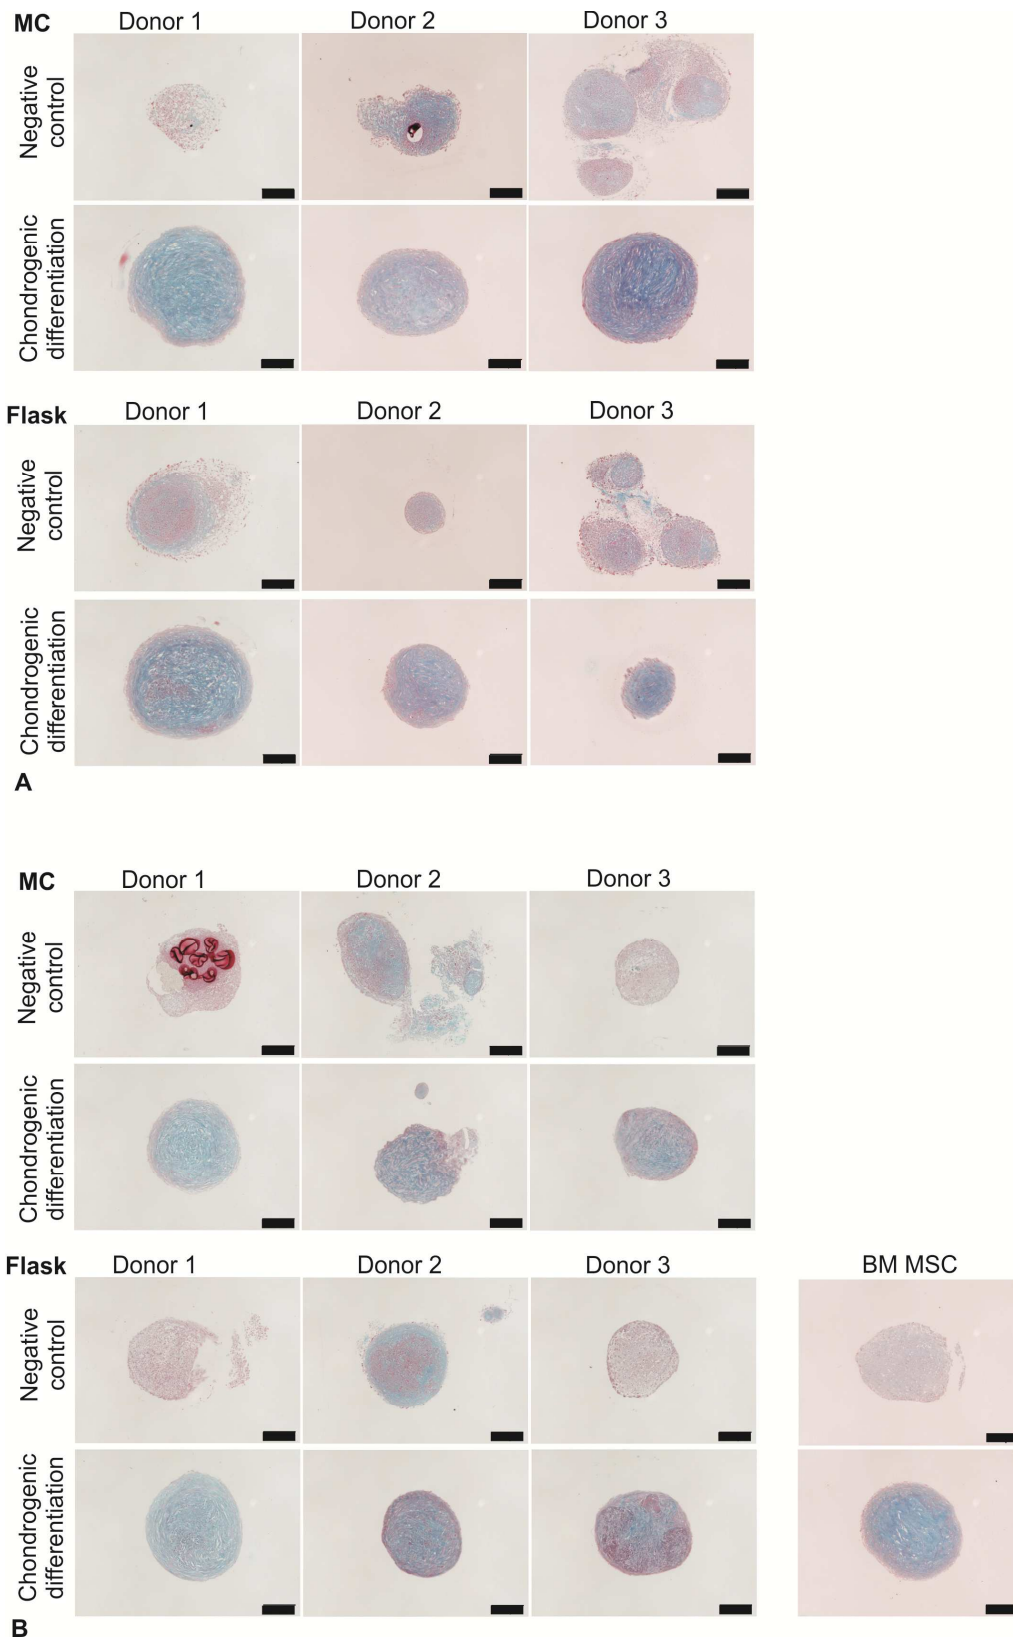 MC Donor 1 Donor 2 Donor 3
Negative
control
Chondrogenic
differentiation
Flask Donor 1 Donor 2 Donor 3
Negative
control
Chondrogenic
differentiation
A
MC Donor 1 Donor 2 Donor 3
Negative
control
Chondrogenic
differentiation
Flask Donor 1 Donor 2 Donor 3 BM MSC
Negative
control
Chondrogenic
differentiation
B